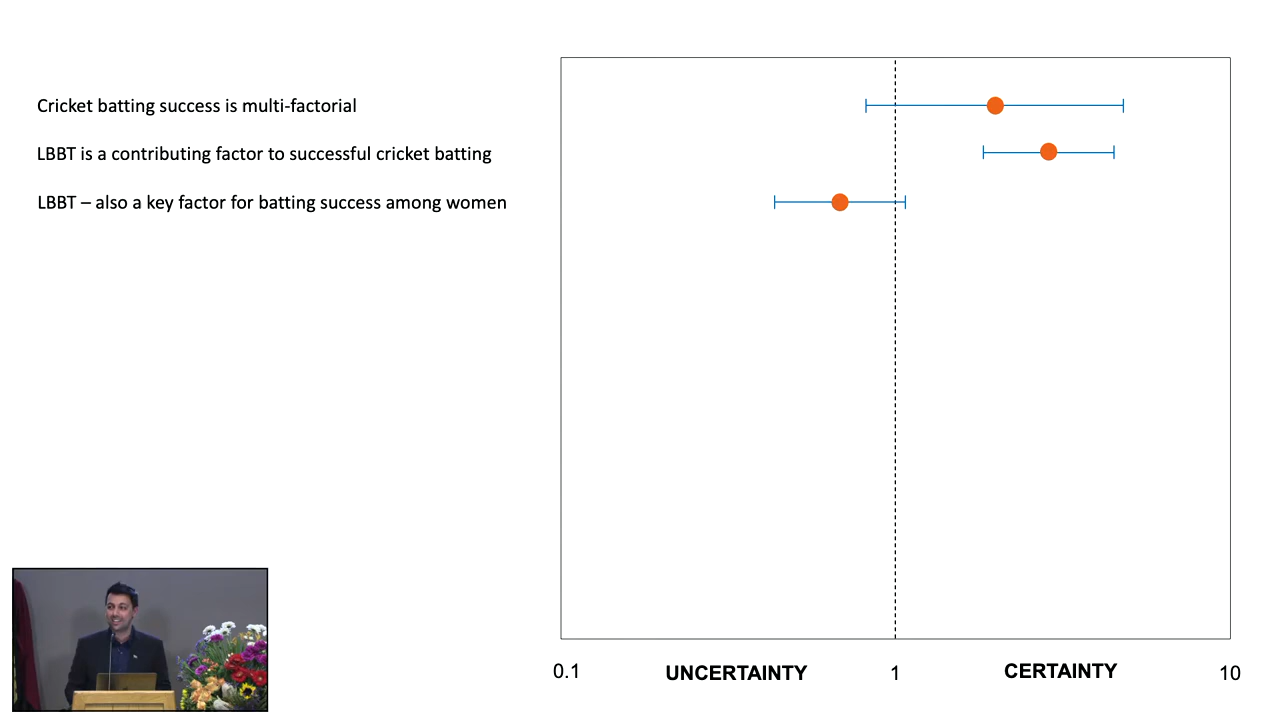 Cricket batting success is multi-factorial
LBBT is a contributing factor to successful cricket batting
LBBT – also a key factor for batting success among women
0.1 UNCERTAINTY 1 CERTAINTY 10